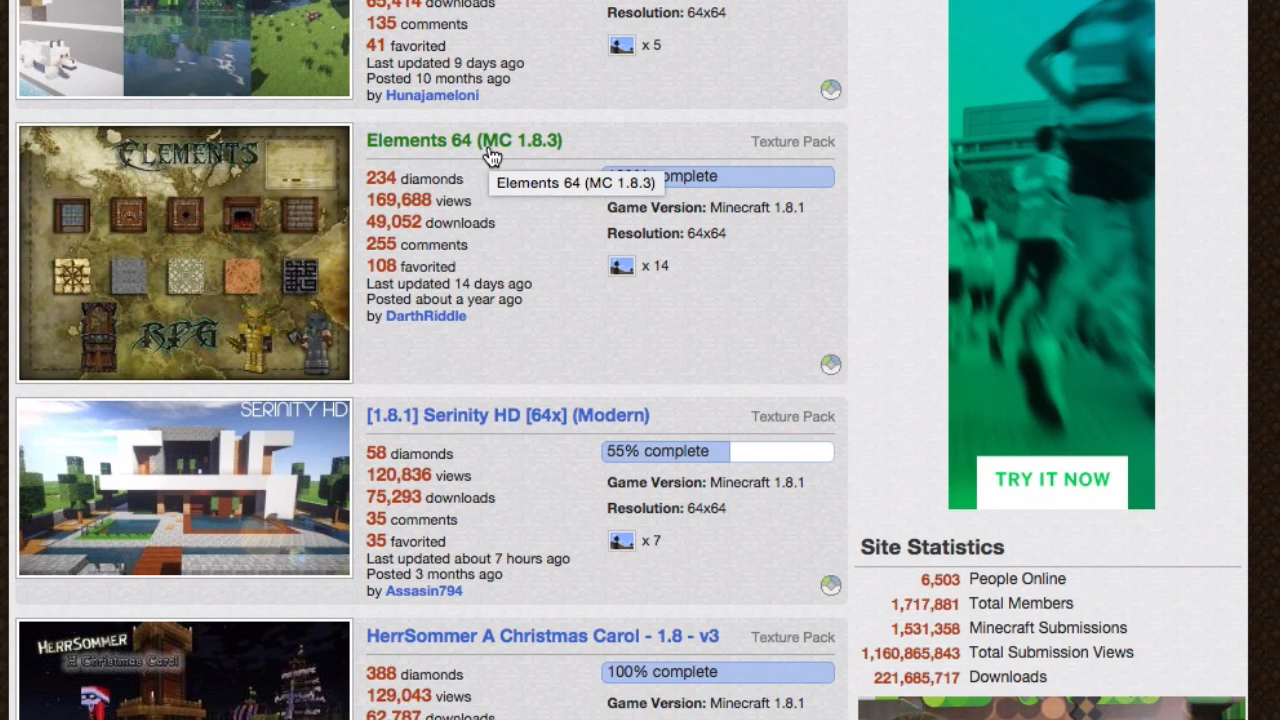 65,414 downloads
135 comments
41 favorited
Last updated 9 days ago
Posted 10 months ago
by Hunajameloni
Resolution: 64x64
x 5
ELEMENTS
RPG
Elements 64 (MC 1.8.3)
Texture Pack
234 diamonds
169,688 views
49,052 downloads
255 comments
108 favorited
Last updated 14 days ago
Posted about a year ago
by DarthRiddle
Elements 64 (MC 1.8.3)
complete
Game Version: Minecraft 1.8.1
Resolution: 64x64
x 14
SERINITY HD
[1.8.1] Serinity HD [64x] (Modern)
Texture Pack
58 diamonds
120,836 views
75,293 downloads
35 comments
35 favorited
Last updated about 7 hours ago
Posted 3 months ago
by Assasin794
55% complete
Game Version: Minecraft 1.8.1
Resolution: 64x64
x 7
HERRSOMMER
A Christmas Carol
HerrSommer A Christmas Carol - 1.8 - v3
Texture Pack
388 diamonds
129,043 views
62,787 downloads
100% complete
Game Version: Minecraft 1.8.1
TRY IT NOW
Site Statistics
6,503 People Online
1,717,881 Total Members
1,531,358 Minecraft Submissions
1,160,865,843 Total Submission Views
221,685,717 Downloads